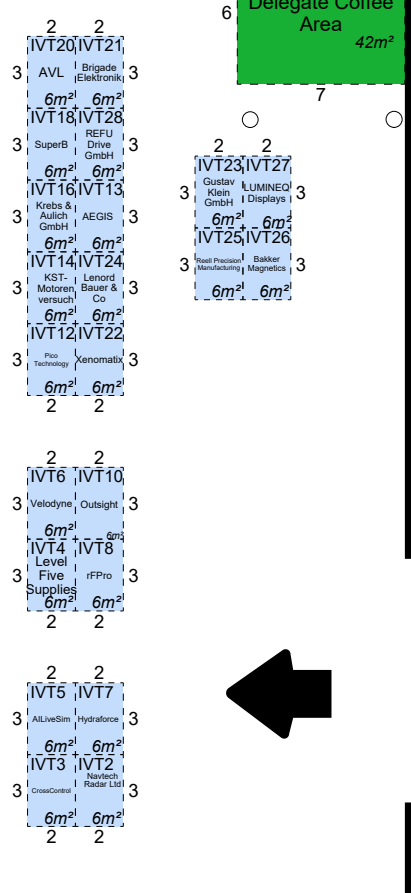 Delegate Coffee
Area
42m²
6
7
2 2
IVT20 IVT21
3 AVL Brigade Elektronik 3
6m² 6m²
IVT18 IVT28
3 SuperB REFU Drive GmbH 3
6m² 6m²
IVT16 IVT13
3 Krebs & Aulich GmbH AEGIS 3
6m² 6m²
IVT14 IVT24
3 KST-Motoren versuch Lenord Bauer & Co 3
6m² 6m²
IVT12 IVT22
3 Pico Technology Xenomatix 3
6m² 6m²
2 2
2 2
IVT23 IVT27
3 Gustav Klein GmbH LUMINEQ Displays 3
6m² 6m²
IVT25 IVT26
3 Reell Precision Manufacturing Bakker Magnetics 3
6m² 6m²
2 2
IVT6 IVT10
3 Velodyne Outsight 3
6m² 6m²
IVT4 IVT8
3 Level Five Supplies rFPro 3
6m² 6m²
2 2
2 2
IVT5 IVT7
3 AILiveSim Hydraforce 3
6m² 6m²
IVT3 IVT2
3 CrossControl Navtech Radar Ltd 3
6m² 6m²
2 2